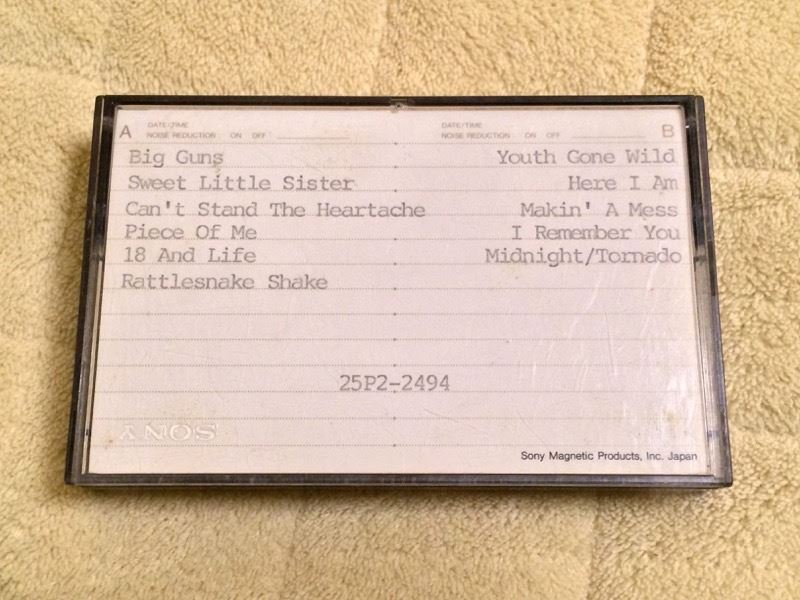 A DATE/TIME
NOISE REDUCTION : ON OFF
DATE/TIME B
NOISE REDUCTION : ON OFF
Big Guns
Youth Gone Wild
Sweet Little Sister
Here I Am
Can't Stand The Heartache
Makin' A Mess
Piece Of Me
I Remember You
18 And Life
Midnight/Tornado
Rattlesnake Shake
25P2-2494
SONY
Sony Magnetic Products, Inc. Japan